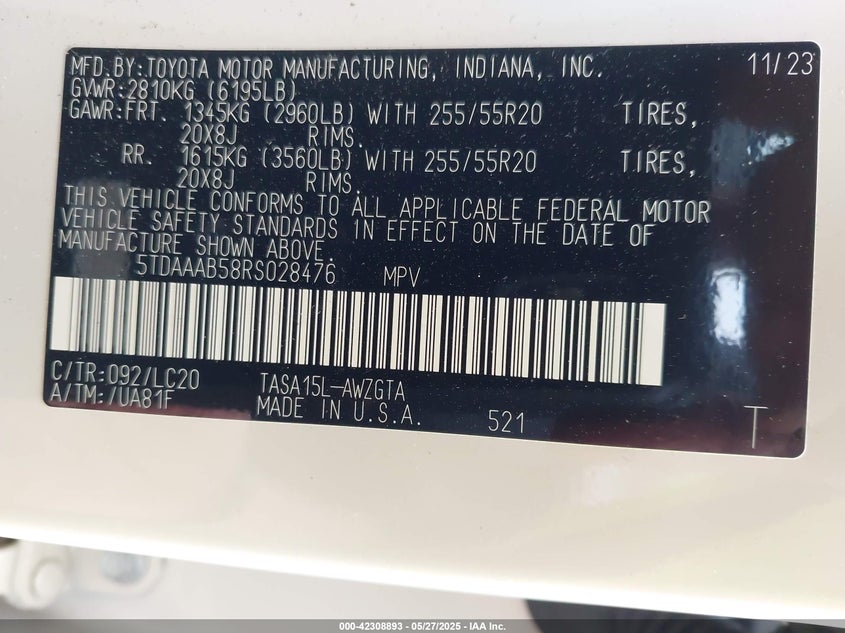 MFD.BY:TOYOTA MOTOR MANUFACTURING, INDIANA, INC. 11/23
GVWR:2810KG (6195LB)
GAWR:FRT. 1345KG (2960LB) WITH 255/55R20 TIRES,
20X8J RIMS.
RR. 1615KG (3560LB) WITH 255/55R20 TIRES,
20X8J RIMS.
THIS VEHICLE CONFORMS TO ALL APPLICABLE FEDERAL MOTOR
VEHICLE SAFETY STANDARDS IN EFFECT ON THE DATE OF
MANUFACTURE SHOWN ABOVE.
5TDAAAB58RS028476 MPV
C/TR:092/LC20 TASA15L-AWZGTA
A/TM:/UA81F MADE IN U.S.A. 521 T
000-42308893 - 05/27/2025 - IAA Inc.